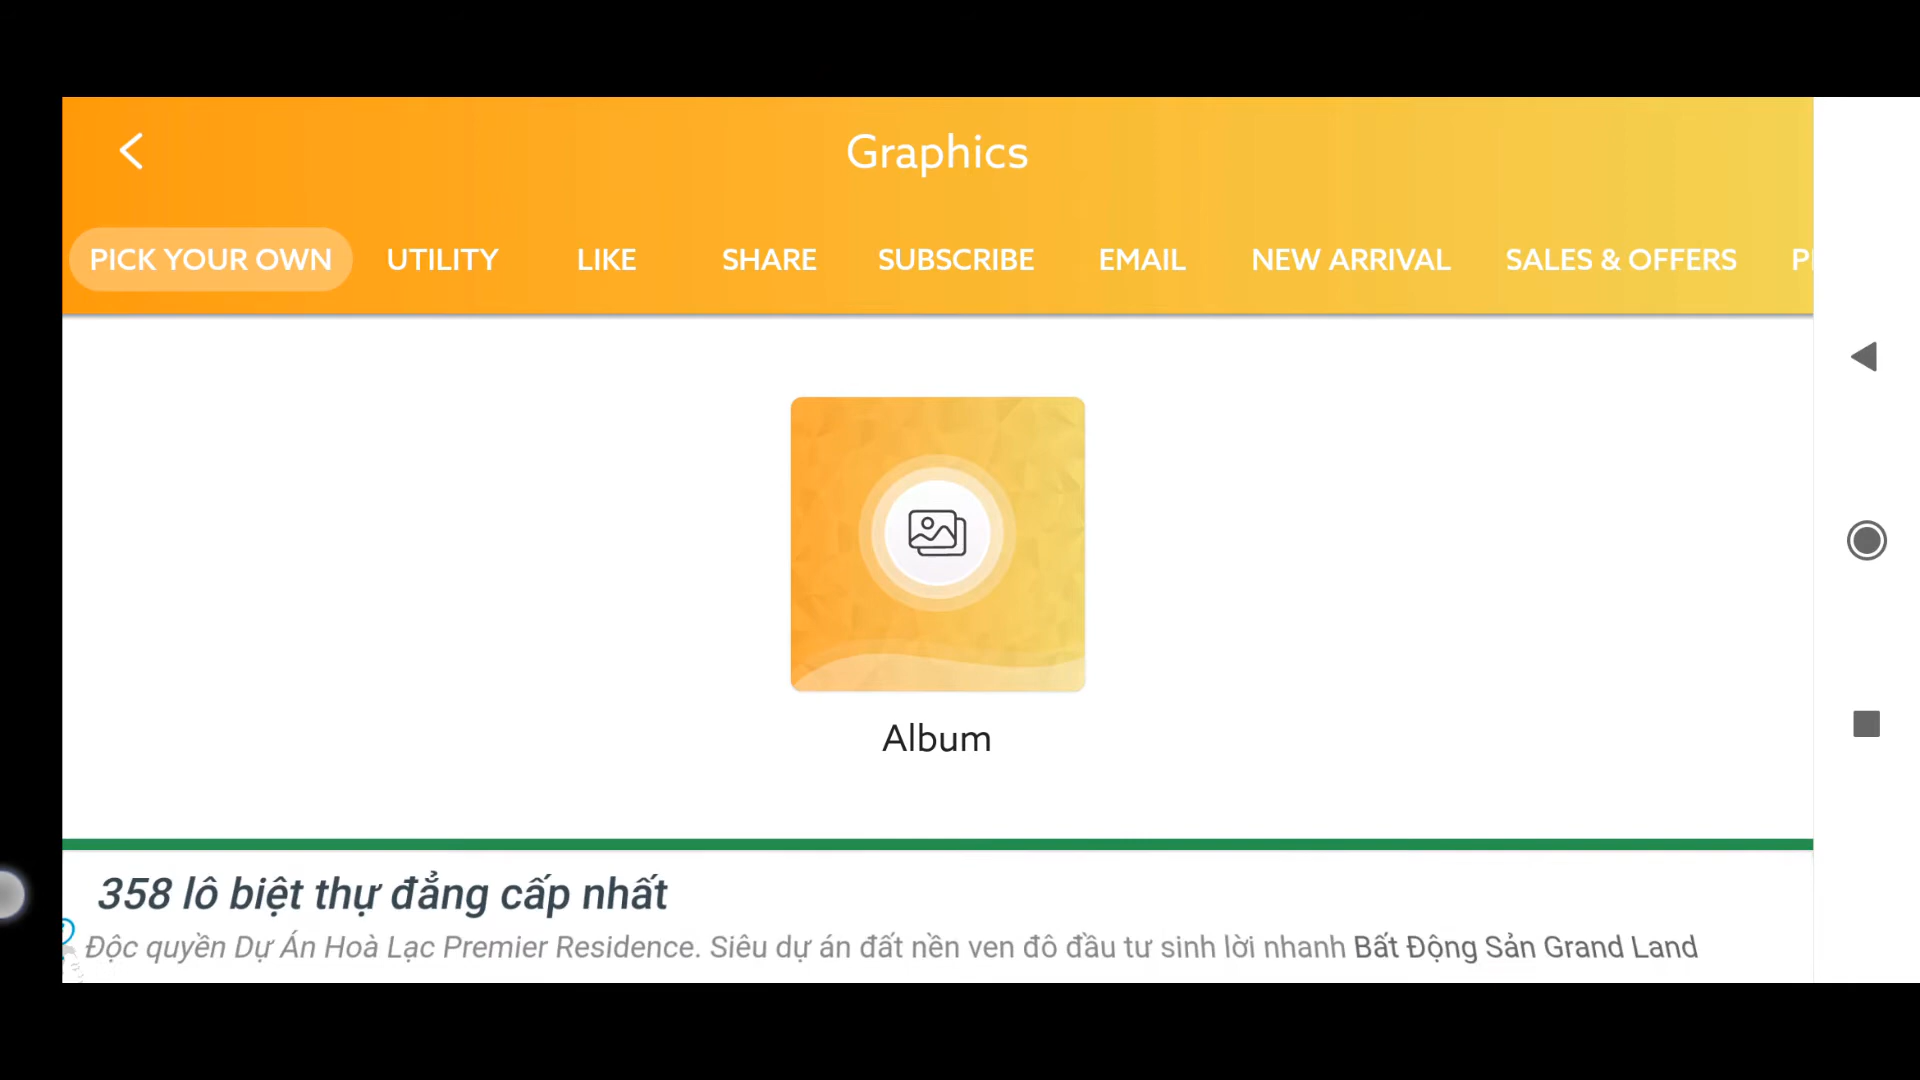 Graphics
PICK YOUR OWN UTILITY LIKE SHARE SUBSCRIBE EMAIL NEW ARRIVAL SALES & OFFERS
Album
358 lô biệt thự đẳng cấp nhất
Độc quyền Dự Án Hoà Lạc Premier Residence. Siêu dự án đất nền ven đô đầu tư sinh lời nhanh Bất Động Sản Grand Land